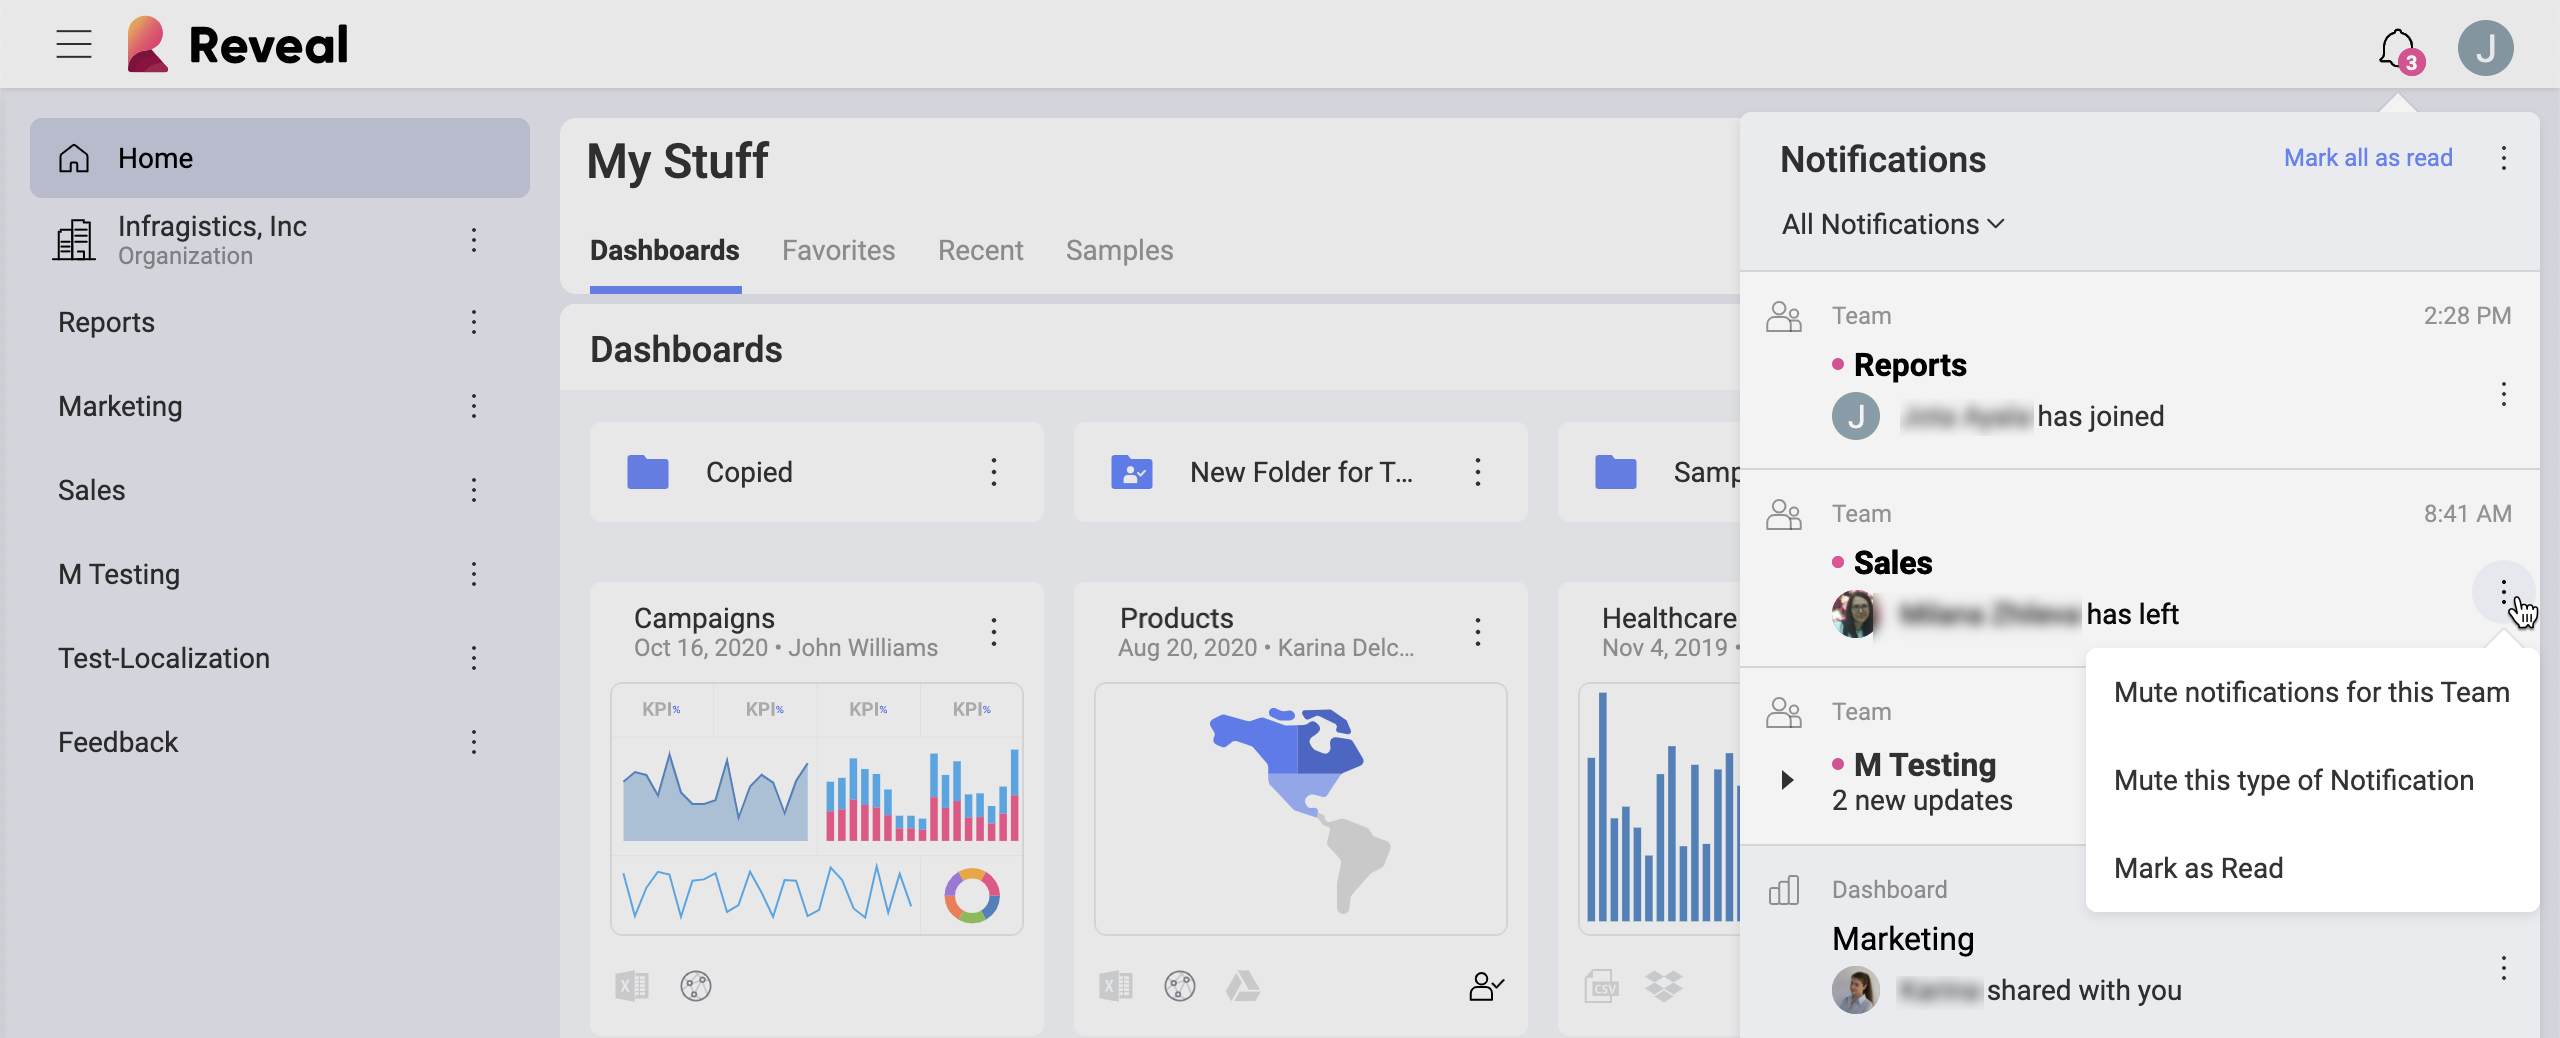 Reveal
3
J
Home
Infragistics, Inc
Organization
Reports
Marketing
Sales
M Testing
Test-Localization
Feedback
My Stuff
Dashboards Favorites Recent Samples
Dashboards
Copied
New Folder for T...
Samp
Campaigns
Oct 16, 2020 • John Williams
KPI% KPI% KPI% KPI%
Products
Aug 20, 2020 • Karina Delc...
Healthcare
Nov 4, 2019 •
X
X
CSV
Notifications
Mark all as read
All Notifications
Team 2:28 PM
Reports
J
has joined
Team 8:41 AM
Sales
has left
Team
M Testing
2 new updates
Mute notifications for this Team
Mute this type of Notification
Mark as Read
Dashboard
Marketing
shared with you